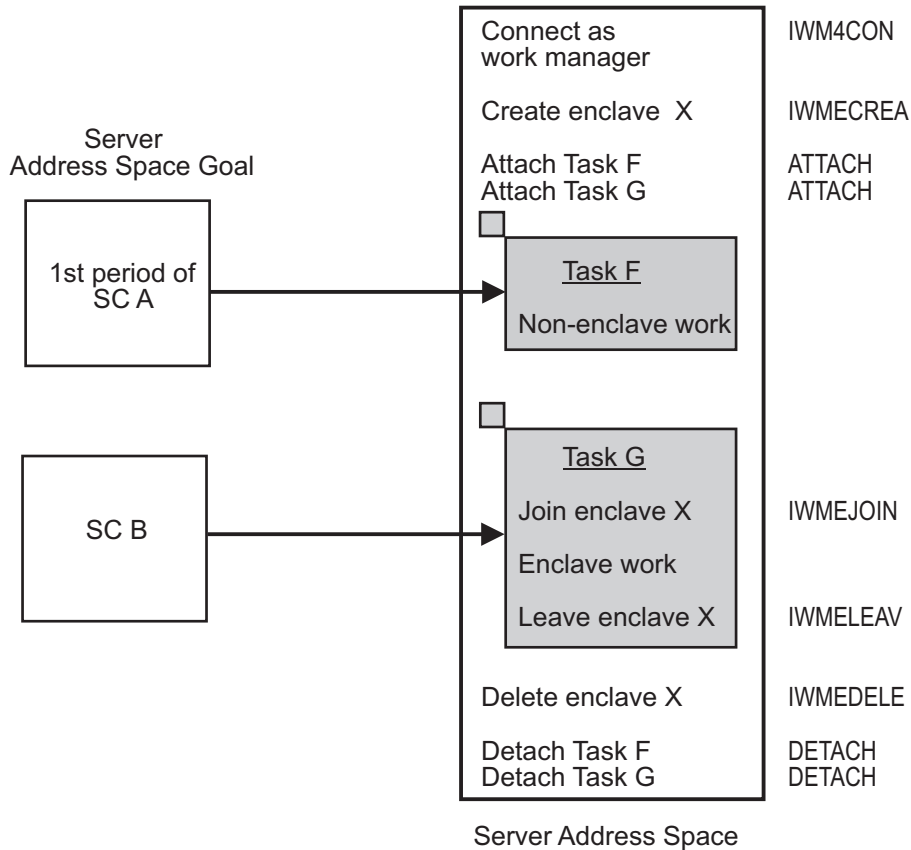 Connect as IWM4CON
work manager
Create enclave X IWMECREA
Server
Address Space Goal
Attach Task F ATTACH
Attach Task G ATTACH
1st period of
SC A
Task F
Non-enclave work
SC B
Task G
Join enclave X IWMEJOIN
Enclave work
Leave enclave X IWMELEAV
Delete enclave X IWMEDELE
Detach Task F DETACH
Detach Task G DETACH
Server Address Space